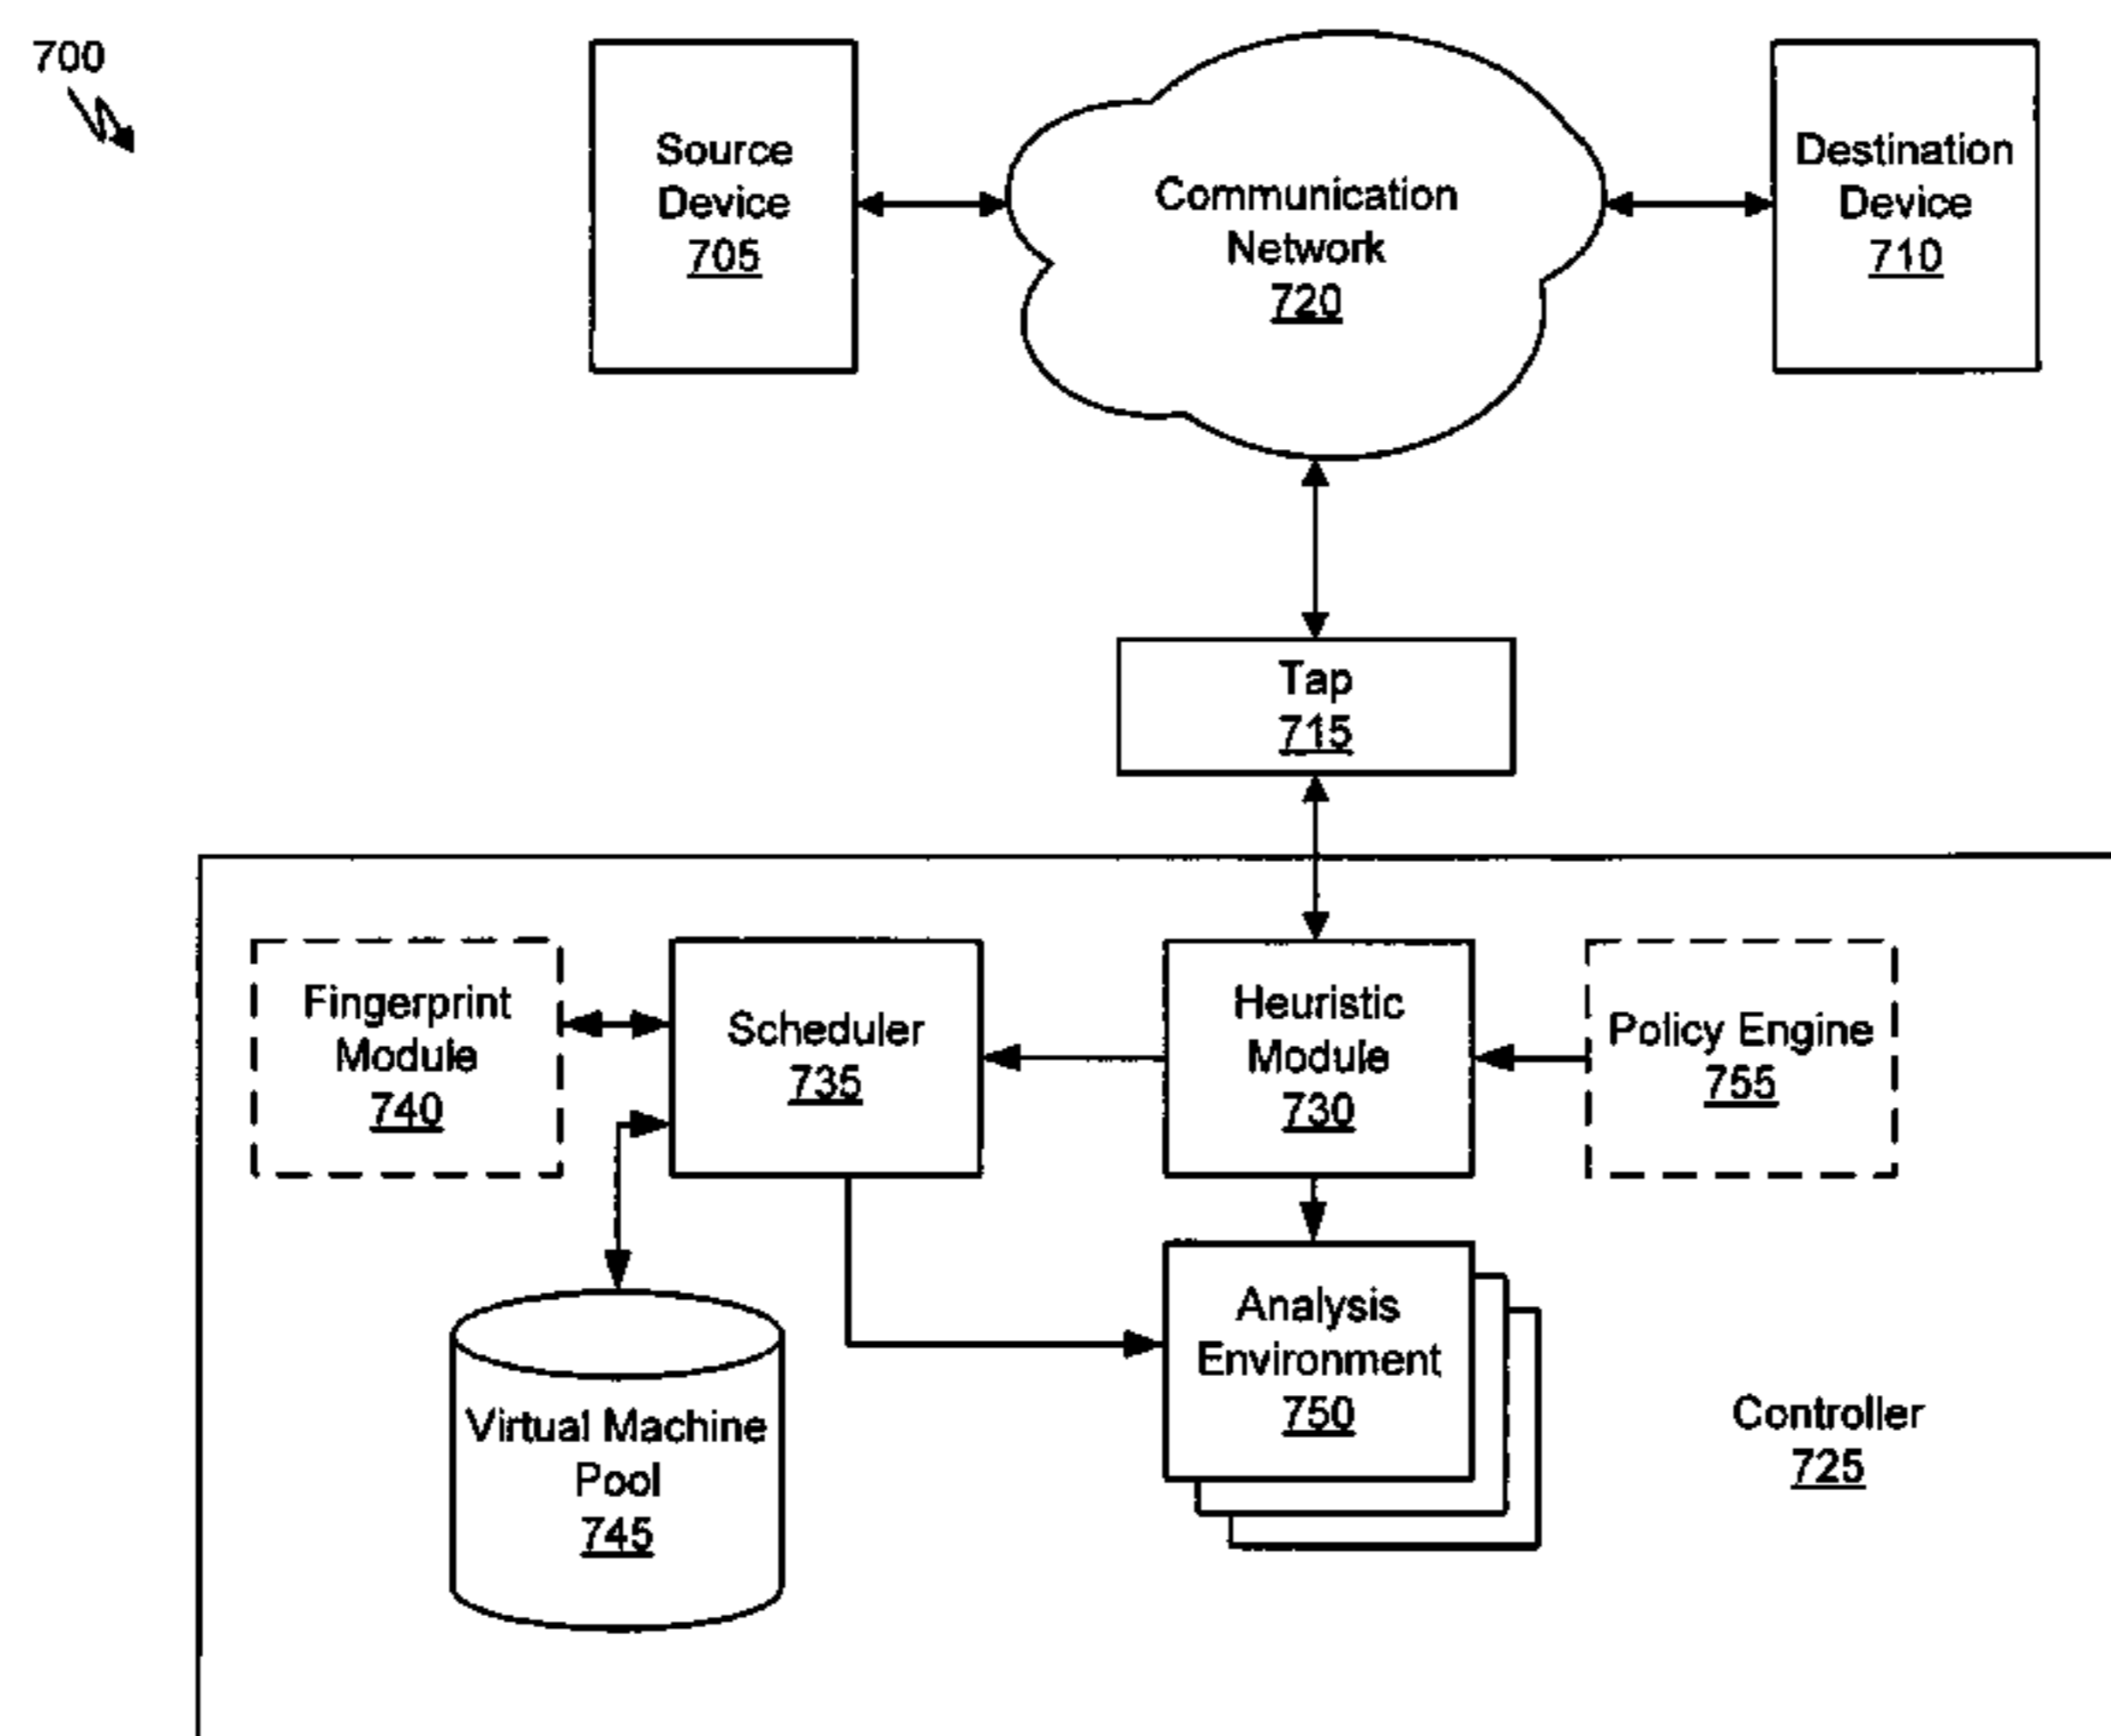 700
Source
Device
705
Communication
Network
720
Destination
Device
710
Tap
715
Fingerprint
Module
740
Scheduler
735
Heuristic
Module
730
Policy Engine
755
Virtual Machine
Pool
745
Analysis
Environment
750
Controller
725